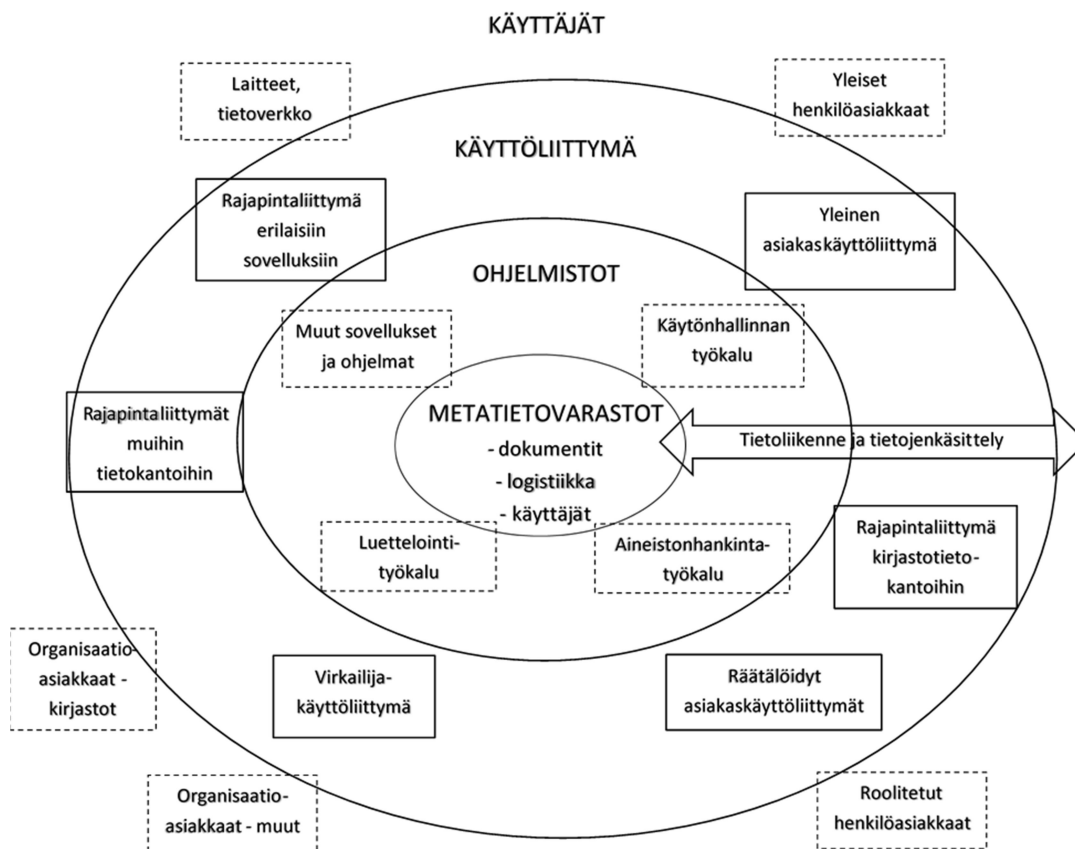 KÄYTTÄJÄT
Laitteet,
tietoverkko
Yleiset
henkilöasiakkaat
KÄYTTÖLIITTYMÄ
Rajapintaliittymä
erilaisiin
sovelluksiin
Yleinen
asiakaskäyttöliittymä
OHJELMISTOT
Muut sovellukset
ja ohjelmat
Käytönhallinnan
työkalu
Rajapintaliittymät
muihin
tietokantoihin
METATIETOVARASTOT
- dokumentit
- logistiikka
- käyttäjät
Tietoliikenne ja tietojenkäsittely
Luettelointi-
työkalu
Aineistonhankinta-
työkalu
Rajapintaliittymä
kirjastotieto-
kantoihin
Organisaatio-
asiakkaat -
kirjastot
Virkailija-
käyttöliittymä
Räätälöidyt
asiakaskäyttöliittymät
Organisaatio-
asiakkaat - muut
Roolitetut
henkilöasiakkaat